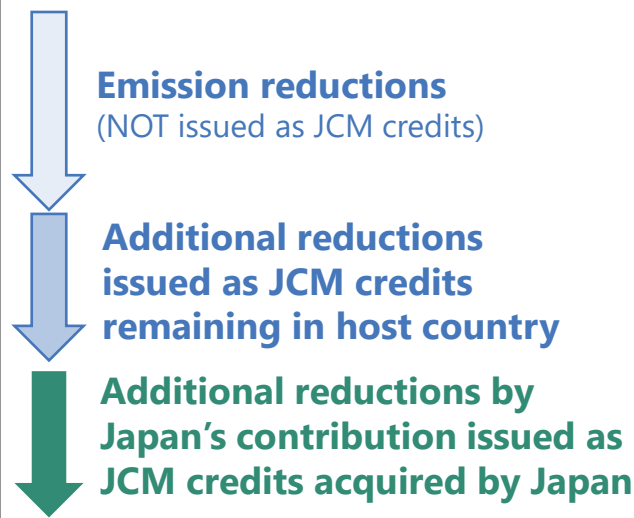 Emission reductions
(NOT issued as JCM credits)
Additional reductions
issued as JCM credits
remaining in host country
Additional reductions by
Japan’s contribution issued as
JCM credits acquired by Japan